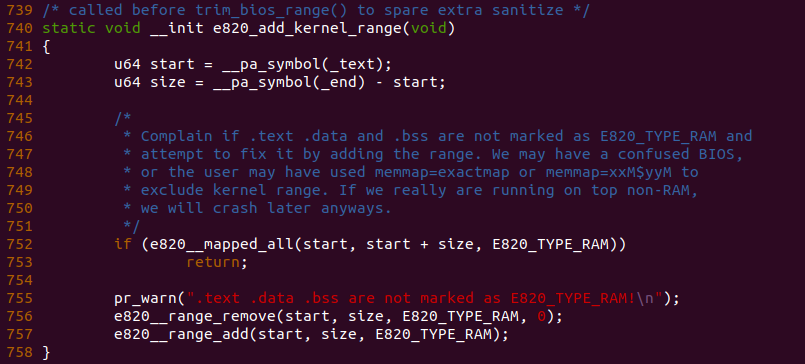 739 /* called before trim_bios_range() to spare extra sanitize */
740 static void __init e820_add_kernel_range(void)
741 {
742         u64 start = __pa_symbol(_text);
743         u64 size = __pa_symbol(_end) - start;
744
745         /*
746          * Complain if .text .data and .bss are not marked as E820_TYPE_RAM and
747          * attempt to fix it by adding the range. We may have a confused BIOS,
748          * or the user may have used memmap=exactmap or memmap=xxM$yyM to
749          * exclude kernel range. If we really are running on top non-RAM,
750          * we will crash later anyways.
751          */
752         if (e820__mapped_all(start, start + size, E820_TYPE_RAM))
753                 return;
754
755         pr_warn(".text .data .bss are not marked as E820_TYPE_RAM!\n");
756         e820__range_remove(start, size, E820_TYPE_RAM, 0);
757         e820__range_add(start, size, E820_TYPE_RAM);
758 }